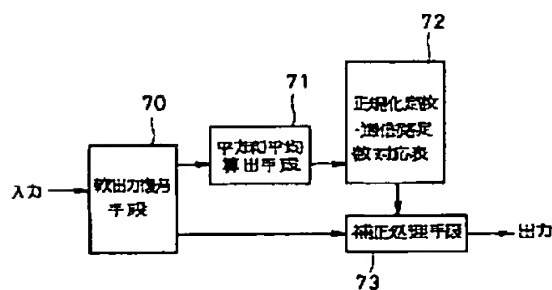 72
71
正規化定数
・通信路定
数対応表
70
平方和平均
算出手段
軟出力復号
手段
入力
補正処理手段
出力
73